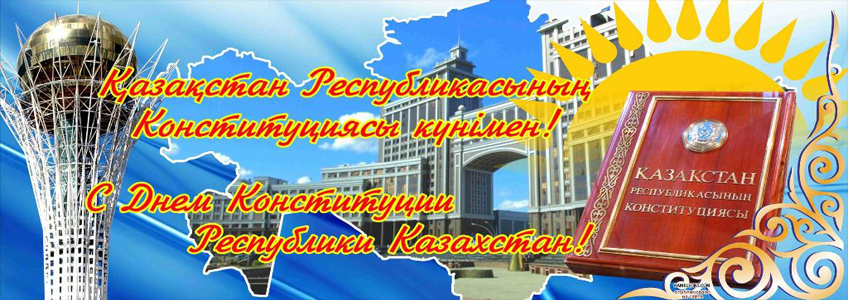 Қазақстан Республикасының
Конституциясы күнімен!
С Днем Конституции
Республики Казахстан!
ҚАЗАҚСТАН
РЕСПУБЛИКАСЫНЫҢ
КОНСТИТУЦИЯСЫ